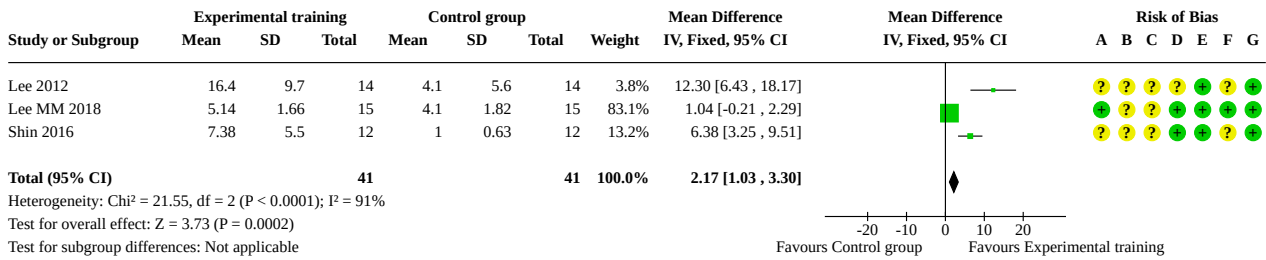 Experimental training Control group Mean Difference Mean Difference Risk of Bias
Study or Subgroup Mean SD Total Mean SD Total Weight IV, Fixed, 95% CI IV, Fixed, 95% CI A B C D E F G
Lee 2012 16.4 9.7 14 4.1 5.6 14 3.8% 12.30 [6.43 , 18.17] ? ? ? ? + ? +
Lee MM 2018 5.14 1.66 15 4.1 1.82 15 83.1% 1.04 [-0.21 , 2.29] + ? ? + + + +
Shin 2016 7.38 5.5 12 1 0.63 12 13.2% 6.38 [3.25 , 9.51] ? ? ? + + ? +
Total (95% CI) 41 41 100.0% 2.17 [1.03 , 3.30]
Heterogeneity: Chi² = 21.55, df = 2 (P < 0.0001); I² = 91%
Test for overall effect: Z = 3.73 (P = 0.0002)
-20 -10 0 10 20
Test for subgroup differences: Not applicable
Favours Control group Favours Experimental training